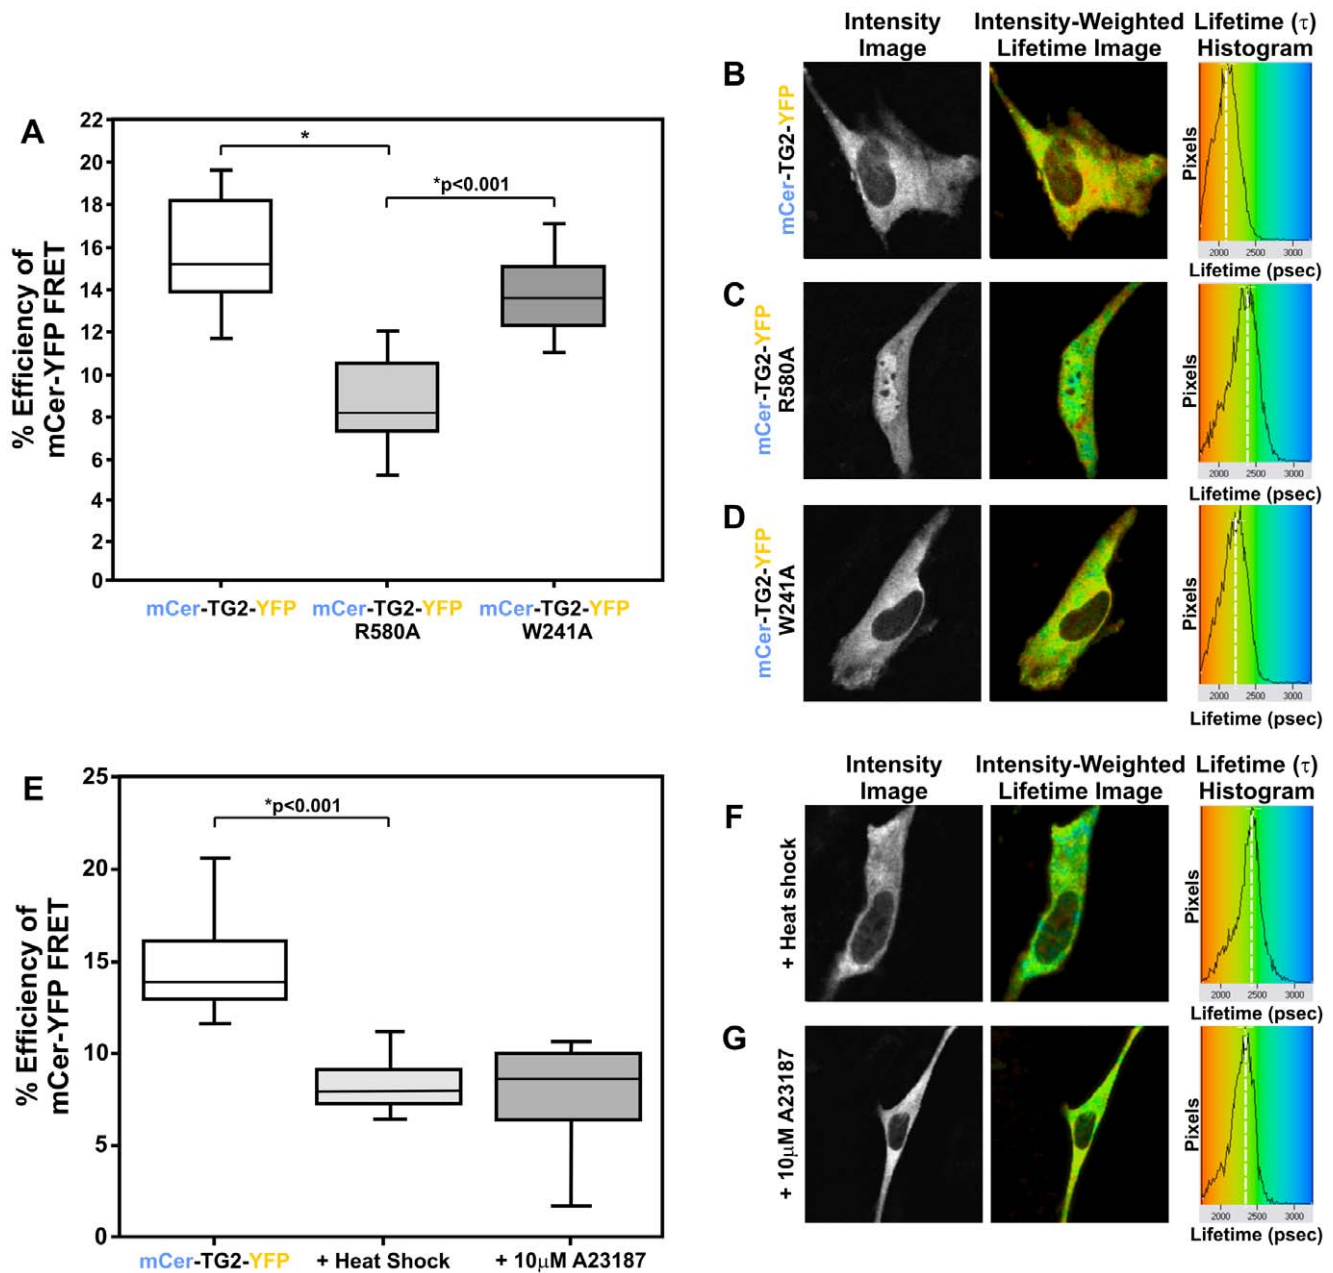 A
% Efficiency of
mCer-YFP FRET
22
20
18
16
14
12
10
8
6
4
2
0
*
*p<0.001
mCer-TG2-YFP
mCer-TG2-YFP
R580A
mCer-TG2-YFP
W241A
Intensity
Image
Intensity-Weighted
Lifetime Image
Lifetime (τ)
Histogram
B
mCer-TG2-YFP
Pixels
2000 2500 3000
Lifetime (psec)
C
mCer-TG2-YFP
R580A
Pixels
2000 2500 3000
Lifetime (psec)
D
mCer-TG2-YFP
W241A
Pixels
2000 2500 3000
Lifetime (psec)
E
% Efficiency of
mCer-YFP FRET
25
20
15
10
5
0
*p<0.001
mCer-TG2-YFP
+ Heat Shock
+ 10μM A23187
Intensity
Image
Intensity-Weighted
Lifetime Image
Lifetime (τ)
Histogram
F
+ Heat shock
Pixels
2000 2500 3000
Lifetime (psec)
G
+ 10μM A23187
Pixels
2000 2500 3000
Lifetime (psec)